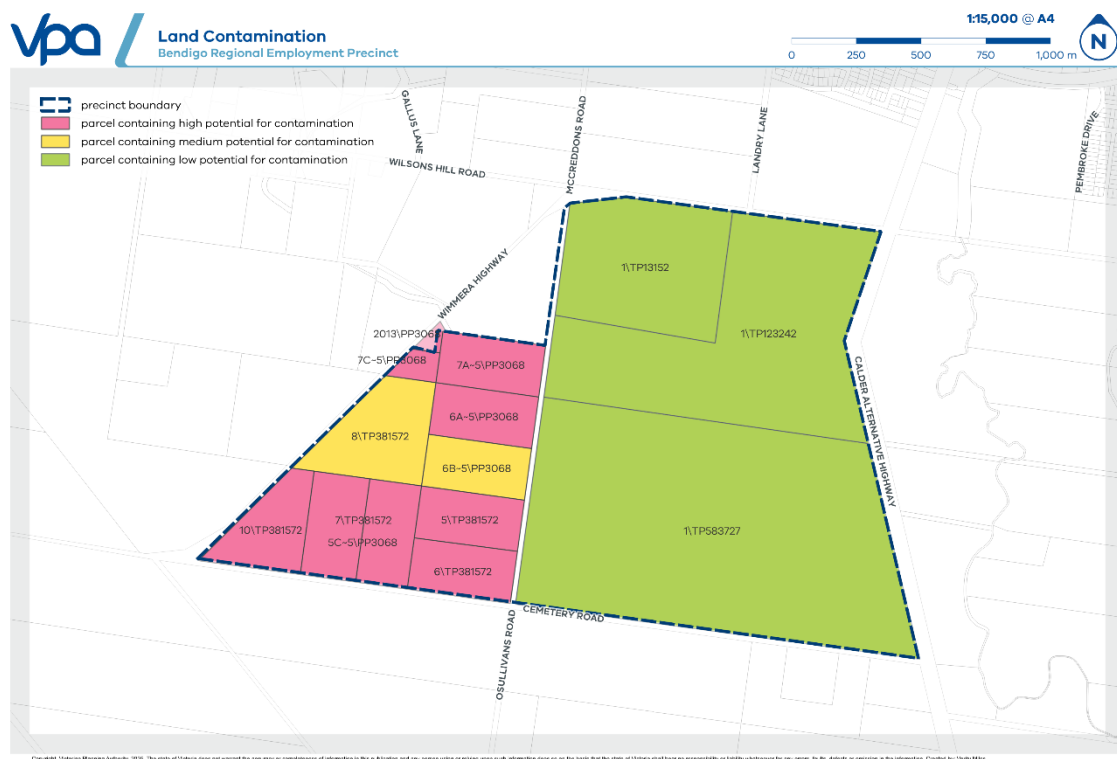 vpa
Land Contamination
Bendigo Regional Employment Precinct
1:15,000 @ A4
0 250 500 750 1,000 m
N
precinct boundary
parcel containing high potential for contamination
parcel containing medium potential for contamination
parcel containing low potential for contamination
GALLUS LANE
WILSONS HILL ROAD
MCCREDDONS ROAD
LANDRY LANE
PEMBROKE DRIVE
WIMMERA HIGHWAY
1\TP13152
1\TP123242
2013\PP3068
7C-5\PP3068
7A-5\PP3068
6A-5\PP3068
8\TP381572
6B-5\PP3068
CALDER ALTERNATIVE HIGHWAY
10\TP381572
7\TP381572
5C-5\PP3068
5\TP381572
6\TP381572
1\TP583727
CEMETERY ROAD
OSULLIVANS ROAD